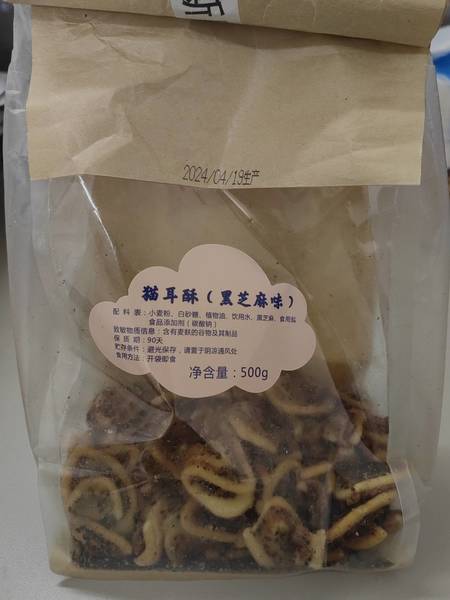 2024/04/19生产
猫耳酥（黑芝麻味）
配 料 表：小麦粉、白砂糖、植物油、饮用水、黑芝麻、食用盐
食品添加剂（碳酸钠）
致敏物质信息：含有麦麸的谷物及其制品
保 质 期：90天
贮存条件：避光保存，请置于阴凉通风处
食用方法：开袋即食
净含量：500g